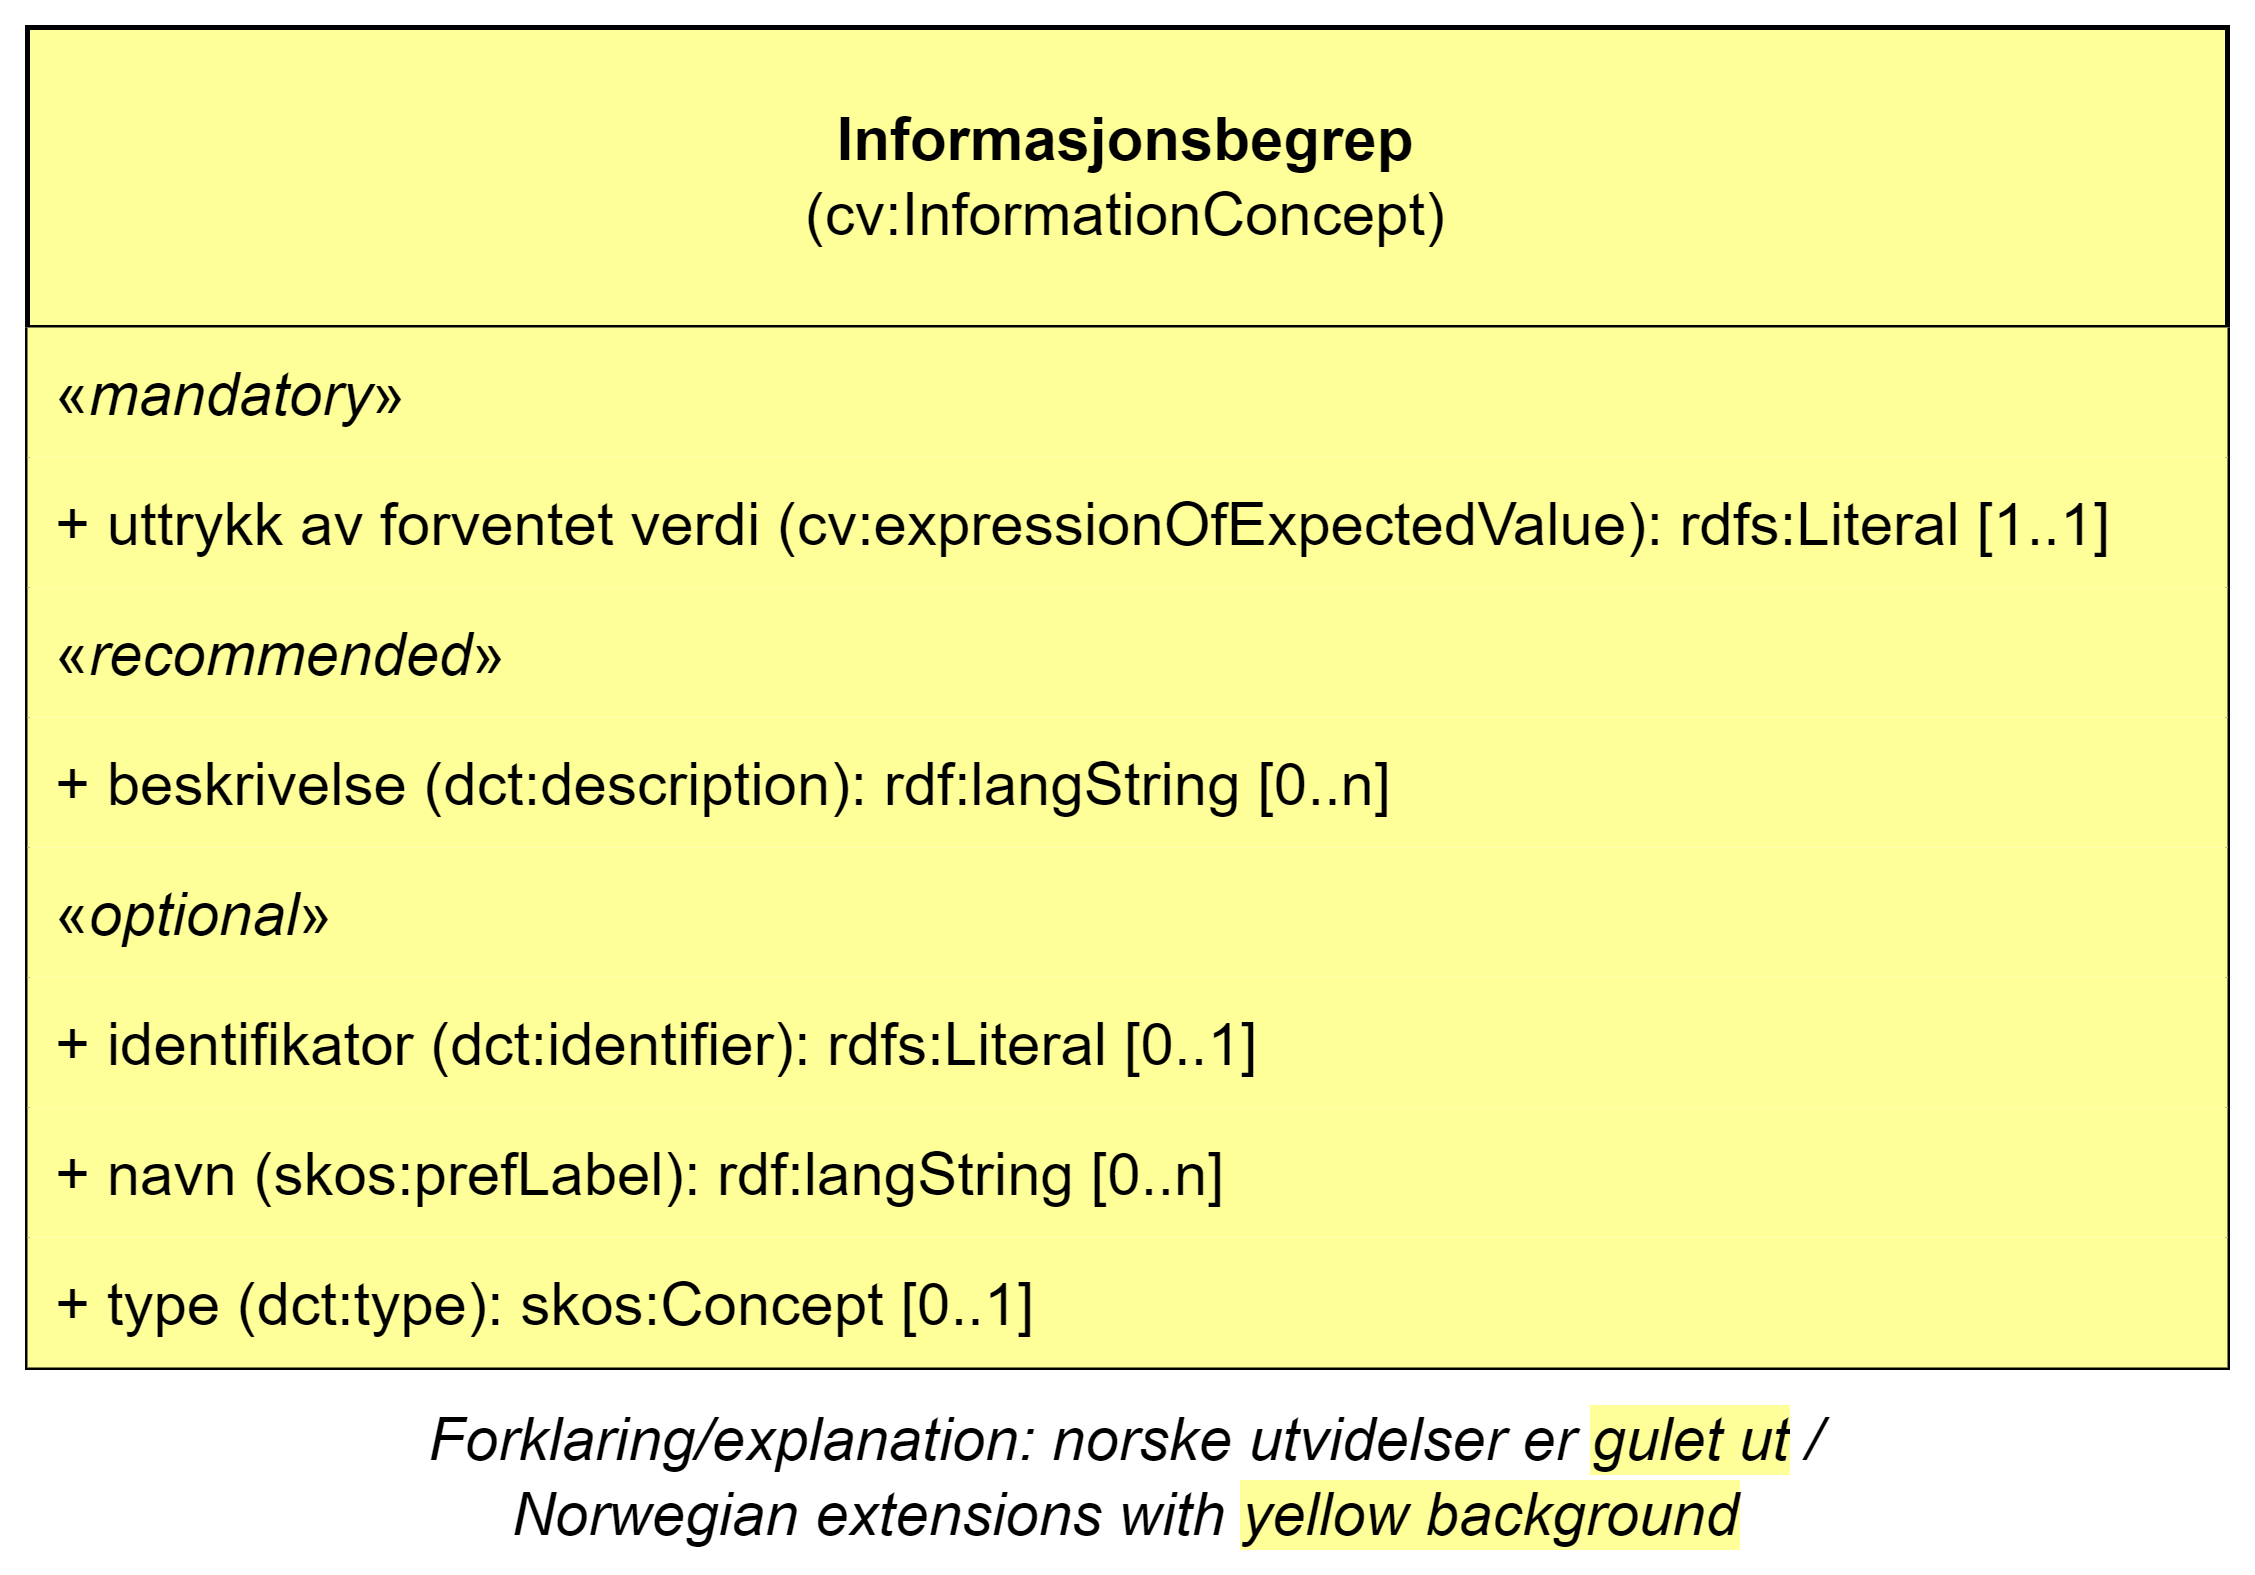 Informasjonsbegrep
(cv:InformationConcept)
«mandatory»
+ uttrykk av forventet verdi (cv:expressionOfExpectedValue): rdfs:Literal [1..1]
«recommended»
+ beskrivelse (dct:description): rdf:langString [0..n]
«optional»
+ identifikator (dct:identifier): rdfs:Literal [0..1]
+ navn (skos:prefLabel): rdf:langString [0..n]
+ type (dct:type): skos:Concept [0..1]
Forklaring/explanation: norske utvidelser er gulet ut /
Norwegian extensions with yellow background